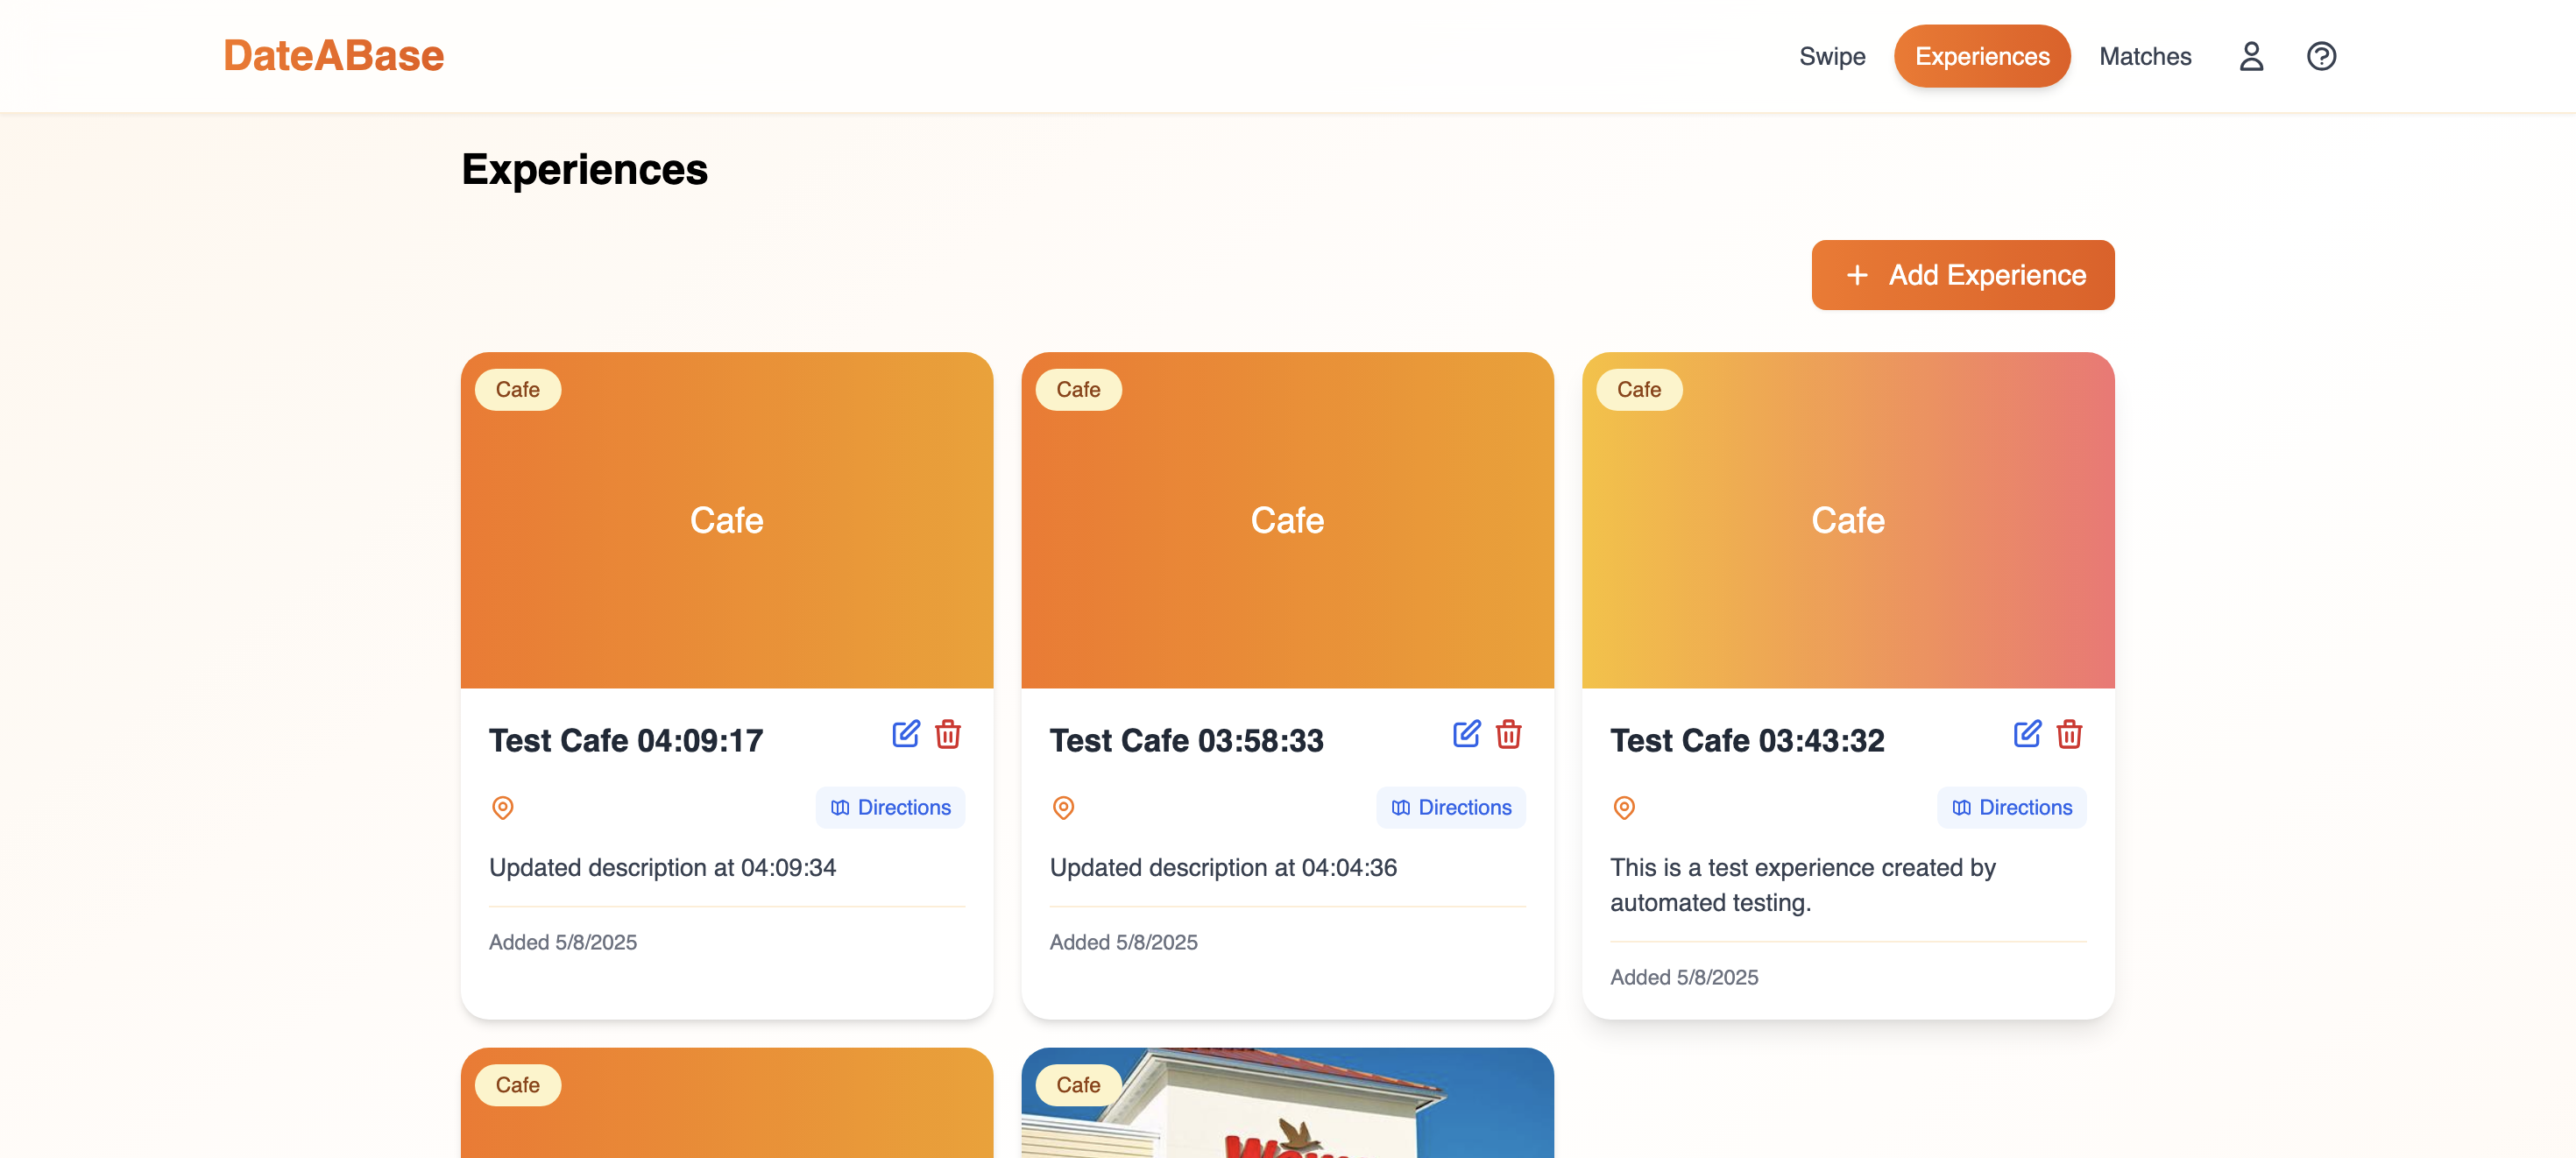 DateABase
Swipe
Experiences
Matches
Experiences
+ Add Experience
Cafe
Cafe
Cafe
Cafe
Cafe
Cafe
Test Cafe 04:09:17
Test Cafe 03:58:33
Test Cafe 03:43:32
Directions
Directions
Directions
Updated description at 04:09:34
Updated description at 04:04:36
This is a test experience created by
automated testing.
Added 5/8/2025
Added 5/8/2025
Added 5/8/2025
Cafe
Cafe